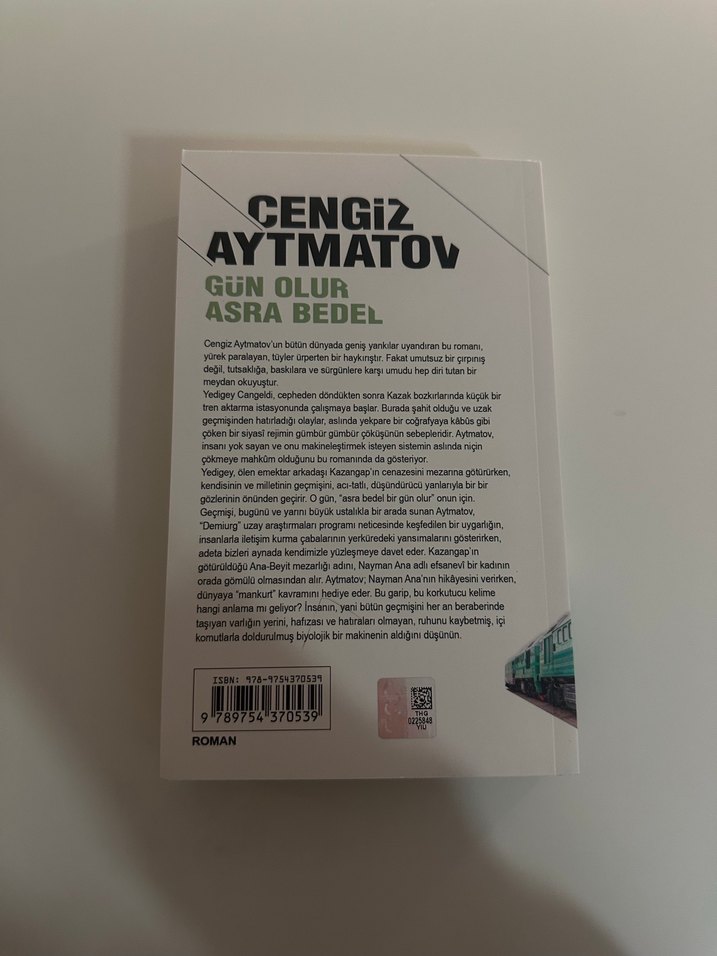 CENGİZ
AYTMATOV
GÜN OLUR
ASRA BEDEL
Cengiz Aytmatov'un bütün dünyada geniş yankılar uyandıran bu romanı,
yürek paralayan, tüyler ürperten bir haykırıştır. Fakat umutsuz bir çırpınış
değil, tutsaklığa, baskılara ve sürgünlere karşı umudu hep diri tutan bir
meydan okuyuştur.
Yedigey Cangeldi, cepheden döndükten sonra Kazak bozkırlarında küçük bir
tren aktarma istasyonunda çalışmaya başlar. Burada şahit olduğu ve uzak
geçmişinden hatırladığı olaylar, aslında yekpare bir coğrafyaya kâbûs gibi
çöken bir siyasî rejimin gümbür gümbür çöküşünün sebepleridir. Aytmatov,
insanı yok sayan ve onu makineleştirmek isteyen sistemin aslında niçin
çökmeye mahkûm olduğunu bu romanında da gösteriyor.
Yedigey, ölen emektar arkadaşı Kazangap'ın cenazesini mezarına götürürken,
kendisinin ve milletinin geçmişini, acı-tatlı, düşündürücü yanlarıyla bir bir
gözlerinin önünden geçirir. O gün, "asra bedel bir gün olur" onun için.
Geçmişi, bugünü ve yarını büyük ustalıkla bir arada sunan Aytmatov,
"Demiurg" uzay araştırmaları programı neticesinde keşfedilen bir uygarlığın,
insanlarla iletişim kurma çabalarının yerküredeki yansımalarını gösterirken,
adeta bizleri aynada kendimizle yüzleşmeye davet eder. Kazangap'ın
götürüldüğü Ana-Beyit mezarlığı adını, Nayman Ana adlı efsanevî bir kadının
orada gömülü olmasından alır. Aytmatov; Nayman Ana'nın hikâyesini verirken,
dünyaya "mankurt" kavramını hediye eder. Bu garip, bu korkutucu kelime
hangi anlama mı geliyor? İnsanın, yani bütün geçmişini her an beraberinde
taşıyan varlığın yerini, hafızası ve hatıraları olmayan, ruhunu kaybetmiş, içi
komutlarla doldurulmuş biyolojik bir makinenin aldığını düşünün.
ISBN: 978-9754370539
9 789754 370539
ROMAN
THG
0225848
YIU